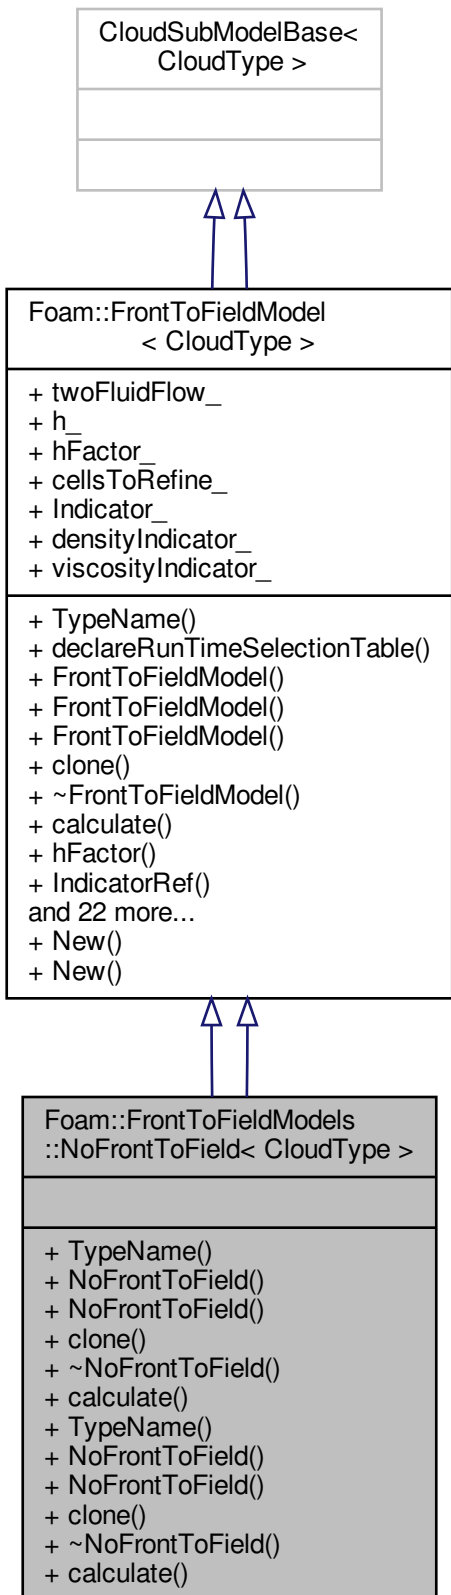 CloudSubModelBase<
CloudType >
Foam::FrontToFieldModel
< CloudType >
+ twoFluidFlow_
+ h_
+ hFactor_
+ cellsToRefine_
+ Indicator_
+ densityIndicator_
+ viscosityIndicator_
+ TypeName()
+ declareRunTimeSelectionTable()
+ FrontToFieldModel()
+ FrontToFieldModel()
+ FrontToFieldModel()
+ clone()
+ ~FrontToFieldModel()
+ calculate()
+ hFactor()
+ IndicatorRef()
and 22 more...
+ New()
+ New()
Foam::FrontToFieldModels
::NoFrontToField< CloudType >
+ TypeName()
+ NoFrontToField()
+ NoFrontToField()
+ clone()
+ ~NoFrontToField()
+ calculate()
+ TypeName()
+ NoFrontToField()
+ NoFrontToField()
+ clone()
+ ~NoFrontToField()
+ calculate()